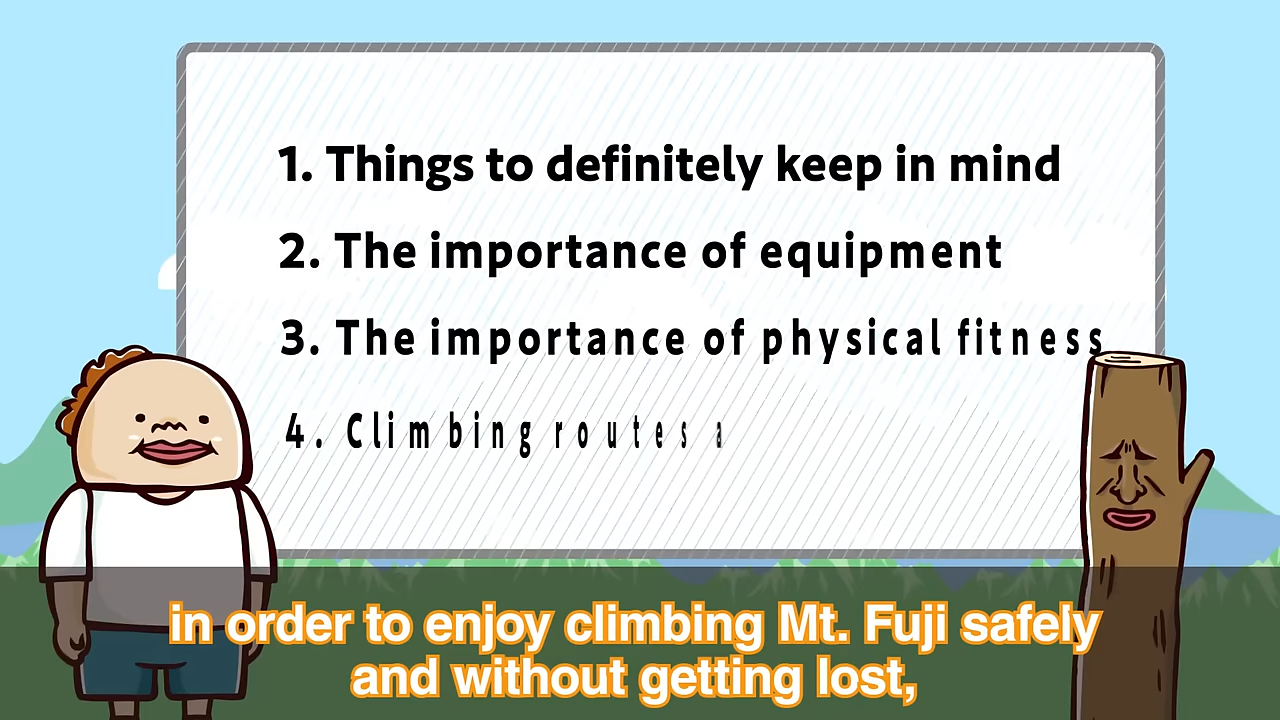 1. Things to definitely keep in mind
2. The importance of equipment
3. The importance of physical fitness
4. Climbing routes a
in order to enjoy climbing Mt. Fuji safely
and without getting lost,